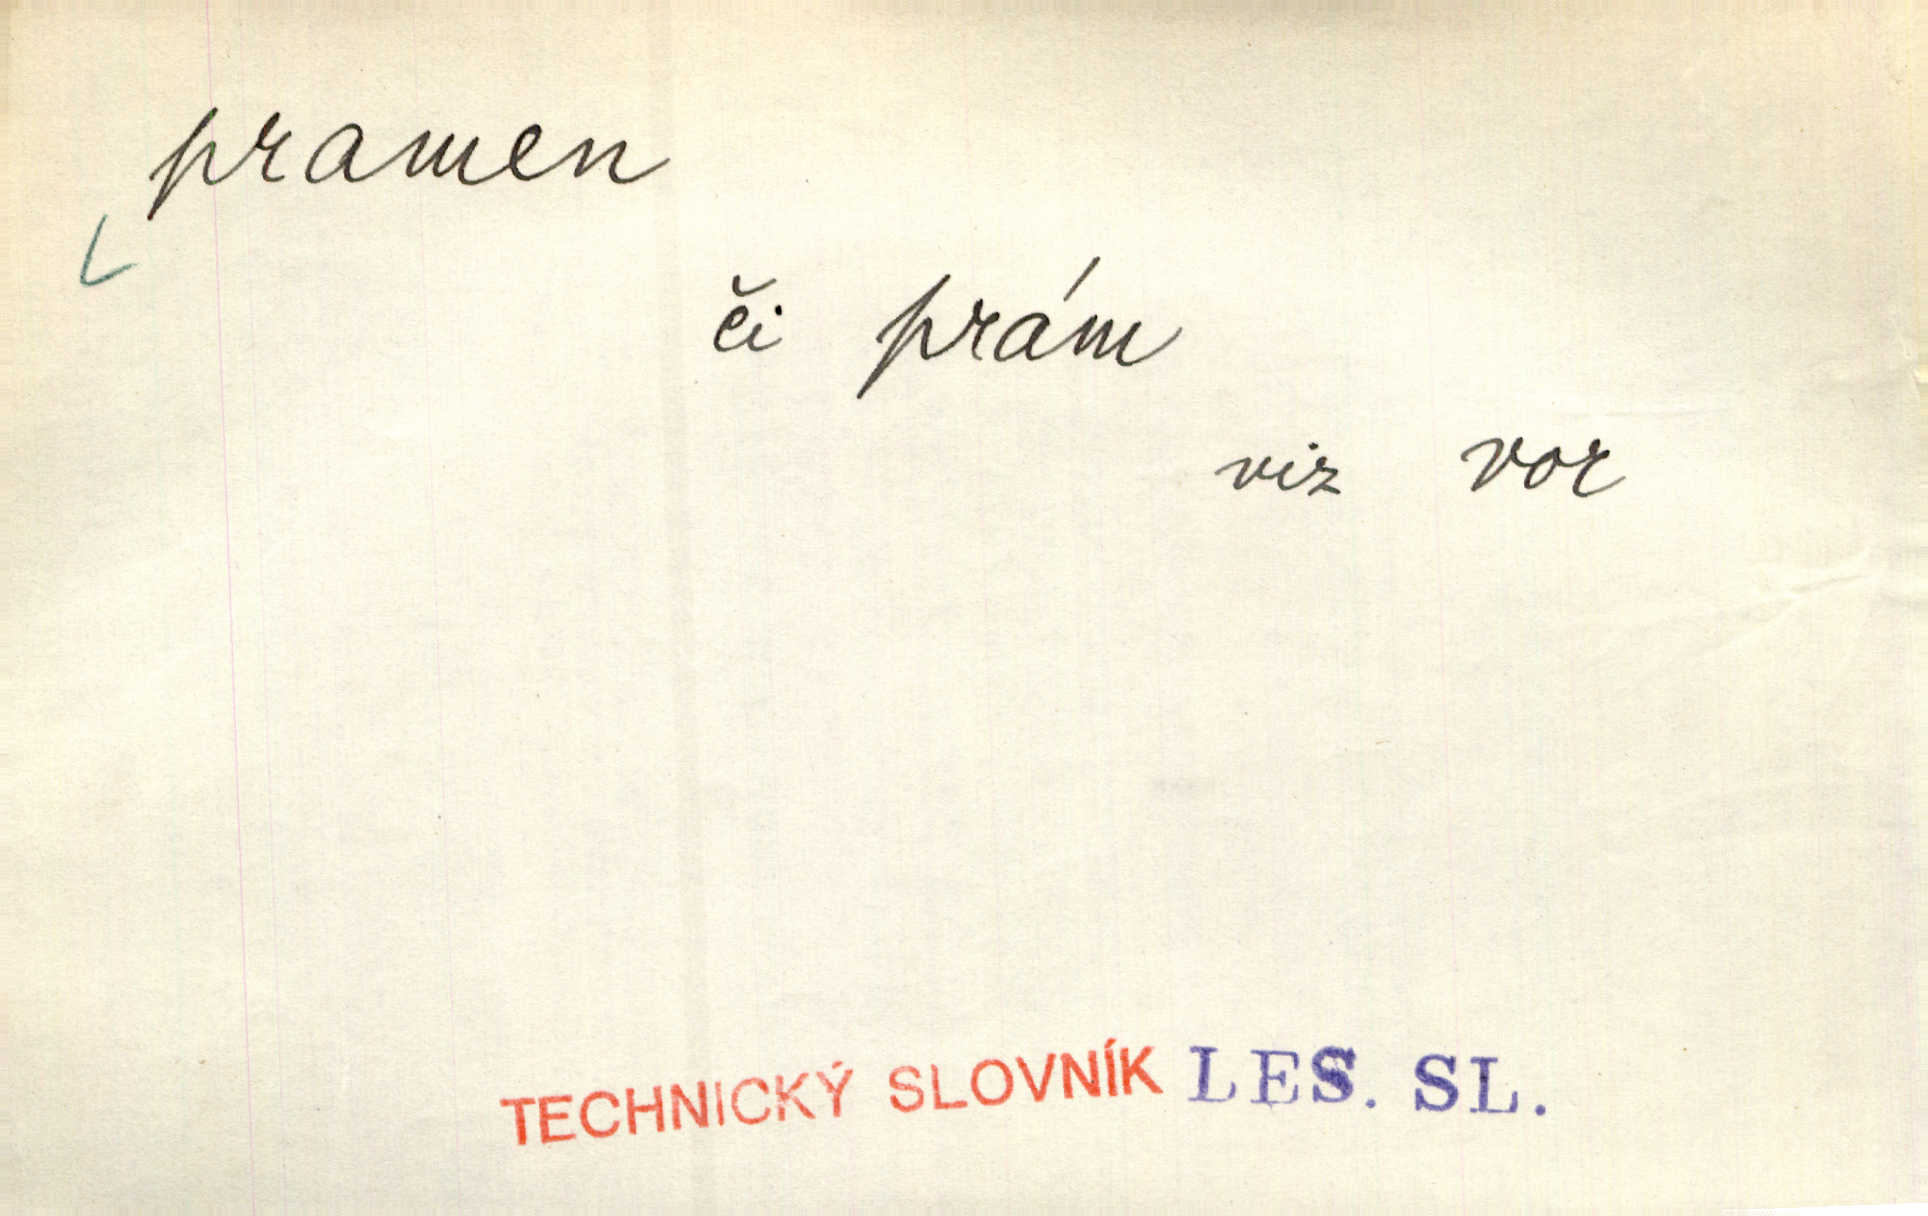 pramen
či prám
viz vor
TECHNICKÝ SLOVNÍK LES. SL.